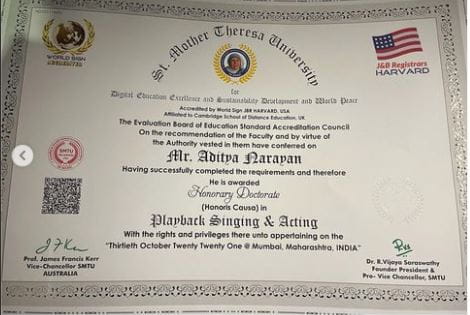 St. Mother Theresa University
WORLD SIGN
ACCREDITED
J&B Registrars
HARVARD
for
Digital Education Excellence and Sustainability Development and World Peace
Accredited by World Sign JBR HARVARD, USA
Affiliated to Cambridge School of Distance Education, UK
The Evaluation Board of Education Standard Accreditation Council
On the recommendation of the Faculty and by virtue of
the Authority vested in them have conferred on
Mr. Aditya Narayan
Having successfully completed the requirements and therefore
He is awarded
Honorary Doctorate
(Honoris Causa) in
Playback Singing & Acting
With the rights and privileges there unto appertaining on the
"Thirtieth October Twenty Twenty One @ Mumbai, Maharashtra, INDIA"
SMTU
Prof. James Francis Kerr
Vice-Chancellor SMTU
AUSTRALIA
Dr. R.Vijaya Saraswathy
Founder President &
Pro- Vice Chancellor, SMTU